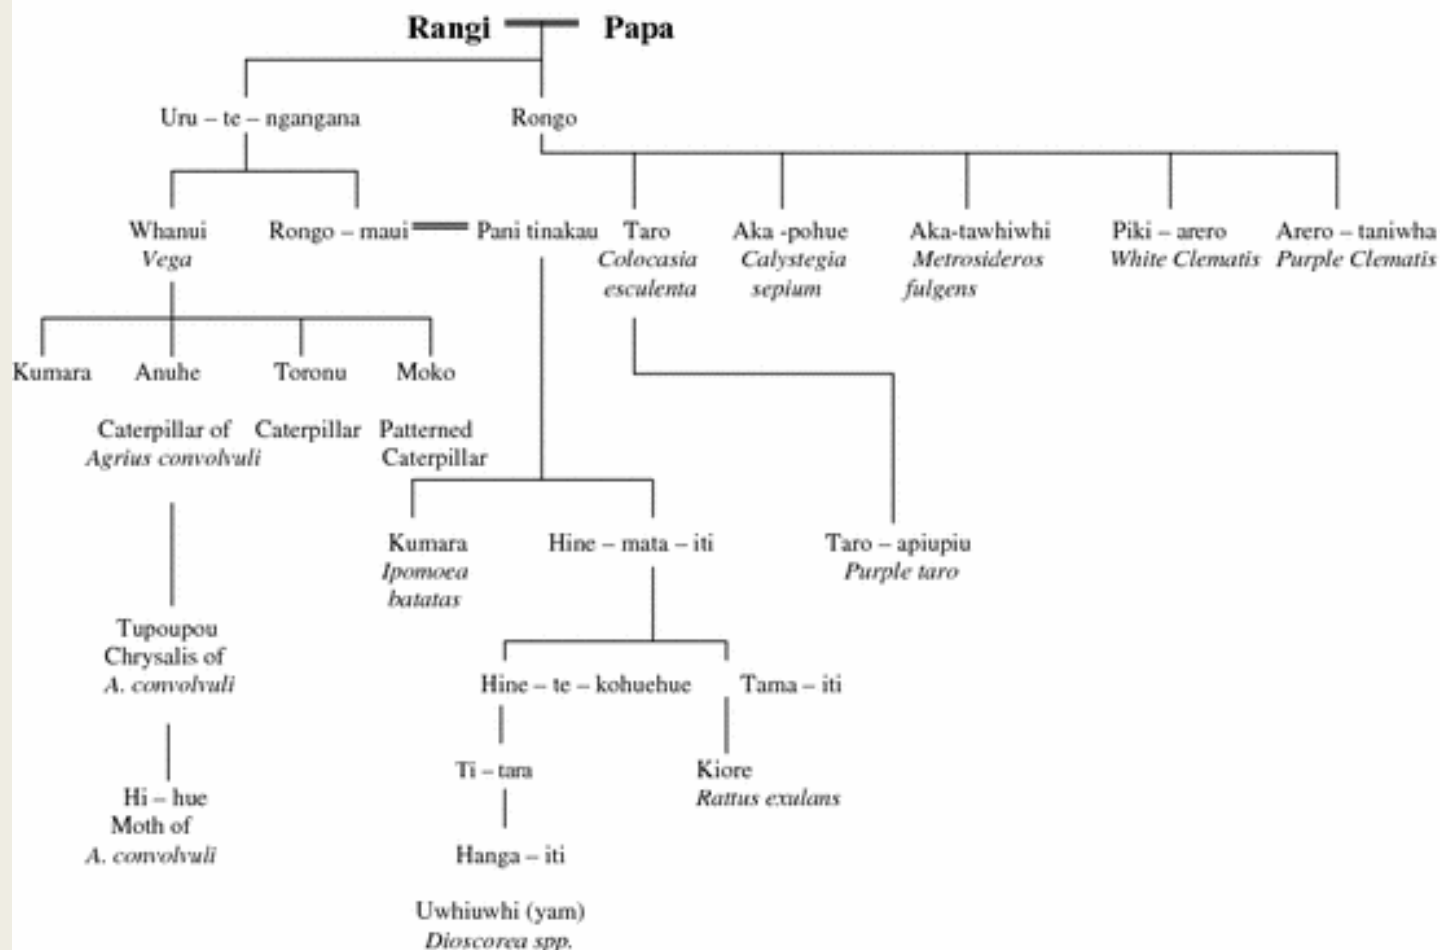 Rangi Papa
Uru – te – ngangana Rongo
Whanui Rongo – maui Pani tinakau Taro Aka -pohue Aka-tawhiwhi Piki – arero Arero – taniwha
Vega Colocasia Calystegia Metrosideros White Clematis Purple Clematis
esculenta sepium fulgens
Kumara Anuhe Toronu Moko
Caterpillar of Caterpillar Patterned
Agrius convolvuli Caterpillar
Kumara Hine – mata – iti Taro – apiupiu
Ipomoea Purple taro
batatas
Tupoupou
Chrysalis of
A. convolvuli Hine – te – kohuehue Tama – iti
Ti – tara Kiore
Hi – hue Rattus exulans
Moth of
A. convolvuli Hanga – iti
Uwhiuwhi (yam)
Dioscorea spp.